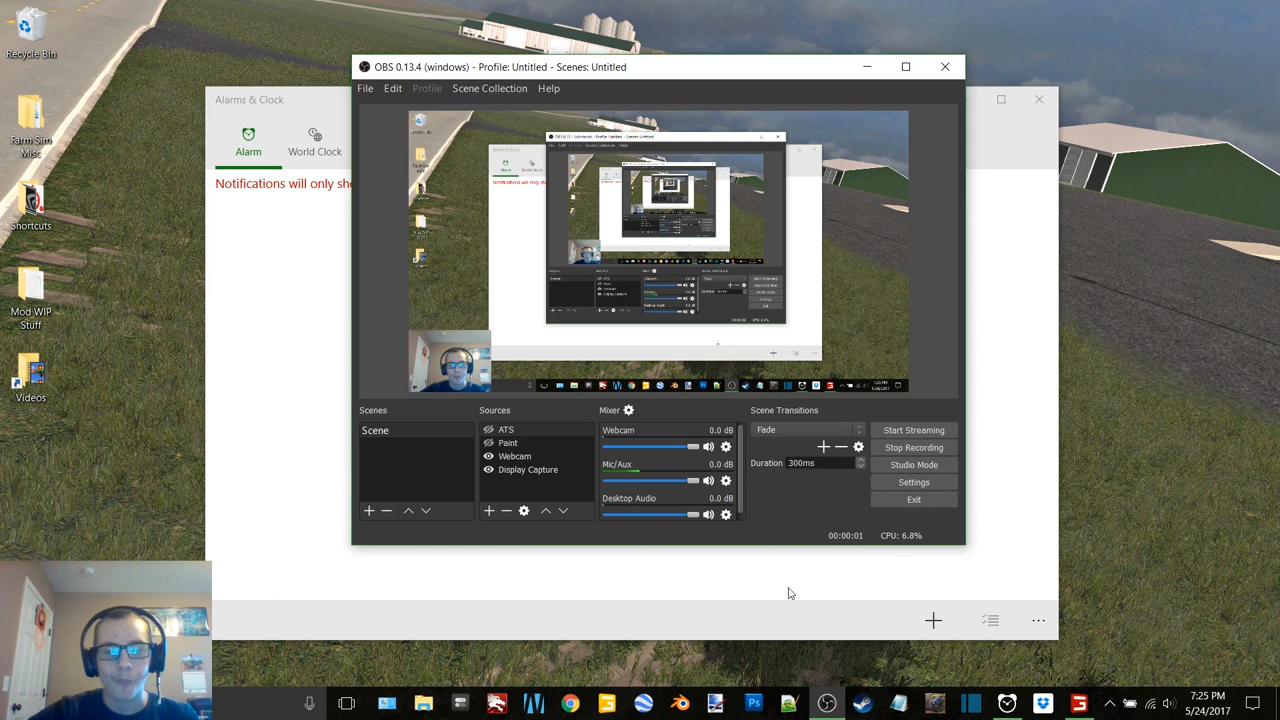 Recycle Bin
Farm Sim
Misc
Shortcuts
Mod-WIP
Stuff
Videos
Alarms & Clock
Alarm
World Clock
Notifications will only sho
OBS 0.13.4 (windows) - Profile: Untitled - Scenes: Untitled
File Edit Profile Scene Collection Help
Scenes
Scene
Sources
ATS
Paint
Webcam
Display Capture
Mixer
Webcam 0.0 dB
Mic/Aux 0.0 dB
Desktop Audio 0.0 dB
Scene Transitions
Fade
Duration 300ms
Start Streaming
Stop Recording
Studio Mode
Settings
Exit
00:00:01 CPU: 6.8%
7:25 PM
5/24/2017